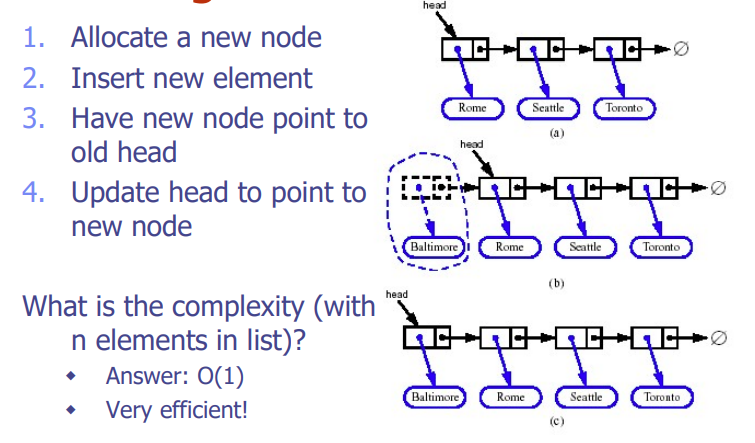 1. Allocate a new node
2. Insert new element
3. Have new node point to
old head
4. Update head to point to
new node
What is the complexity (with
n elements in list)?
◆ Answer: O(1)
◆ Very efficient!
head
∅
Rome Seattle Toronto
(a)
head
∅
Baltimore Rome Seattle Toronto
(b)
head
∅
Baltimore Rome Seattle Toronto
(c)